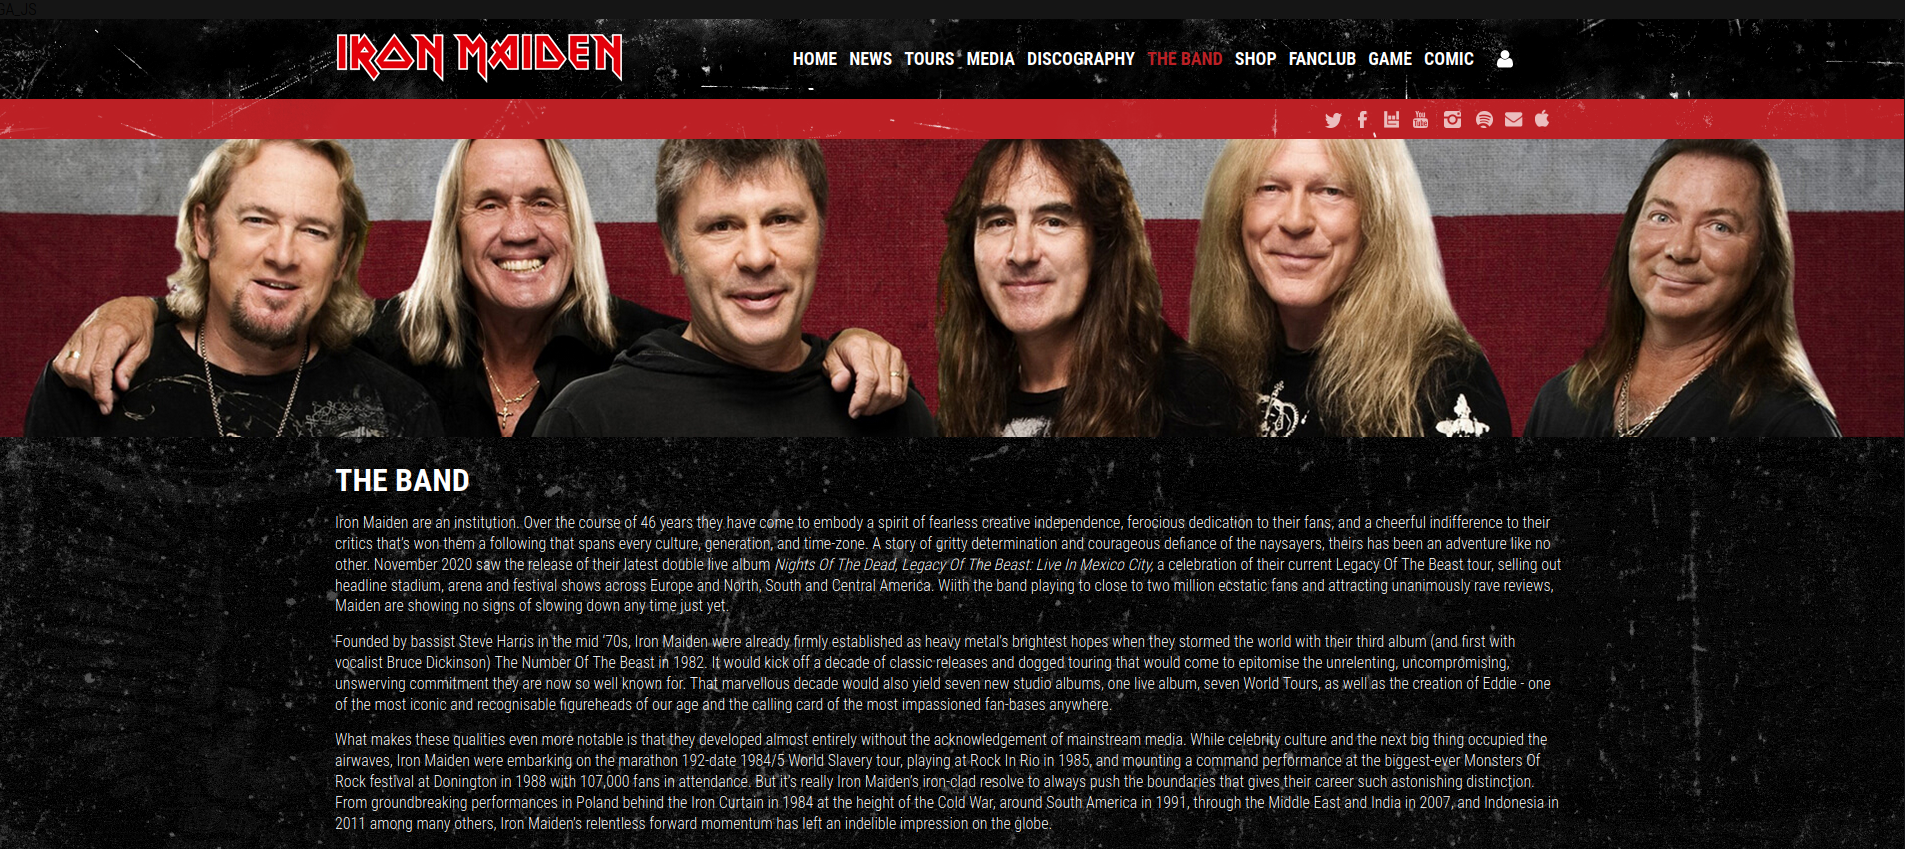 GA_JS
IRON MAIDEN
HOME NEWS TOURS MEDIA DISCOGRAPHY THE BAND SHOP FANCLUB GAME COMIC
You
Tube
THE BAND
Iron Maiden are an institution. Over the course of 46 years they have come to embody a spirit of fearless creative independence, ferocious dedication to their fans, and a cheerful indifference to their
critics that's won them a following that spans every culture, generation, and time-zone. A story of gritty determination and courageous defiance of the naysayers, theirs has been an adventure like no
other. November 2020 saw the release of their latest double live album Nights Of The Dead, Legacy Of The Beast: Live In Mexico City, a celebration of their current Legacy Of The Beast tour, selling out
headline stadium, arena and festival shows across Europe and North, South and Central America. Wiith the band playing to close to two million ecstatic fans and attracting unanimously rave reviews,
Maiden are showing no signs of slowing down any time just yet.
Founded by bassist Steve Harris in the mid ‘70s, Iron Maiden were already firmly established as heavy metal’s brightest hopes when they stormed the world with their third album (and first with
vocalist Bruce Dickinson) The Number Of The Beast in 1982. It would kick off a decade of classic releases and dogged touring that would come to epitomise the unrelenting, uncompromising,
unswerving commitment they are now so well known for. That marvellous decade would also yield seven new studio albums, one live album, seven World Tours, as well as the creation of Eddie - one
of the most iconic and recognisable figureheads of our age and the calling card of the most impassioned fan-bases anywhere.
What makes these qualities even more notable is that they developed almost entirely without the acknowledgement of mainstream media. While celebrity culture and the next big thing occupied the
airwaves, Iron Maiden were embarking on the marathon 192-date 1984/5 World Slavery tour, playing at Rock In Rio in 1985, and mounting a command performance at the biggest-ever Monsters Of
Rock festival at Donington in 1988 with 107,000 fans in attendance. But it’s really Iron Maiden’s iron-clad resolve to always push the boundaries that gives their career such astonishing distinction.
From groundbreaking performances in Poland behind the Iron Curtain in 1984 at the height of the Cold War, around South America in 1991, through the Middle East and India in 2007, and Indonesia in
2011 among many others, Iron Maiden’s relentless forward momentum has left an indelible impression on the globe.